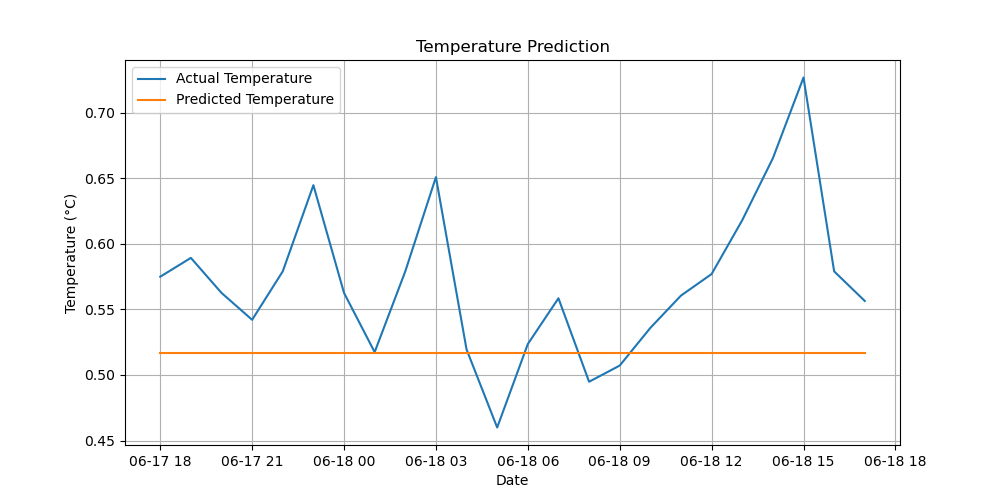 Temperature Prediction
Actual Temperature
Predicted Temperature
Temperature (°C)
0.70
0.65
0.60
0.55
0.50
0.45
06-17 18 06-17 21 06-18 00 06-18 03 06-18 06 06-18 09 06-18 12 06-18 15 06-18 18
Date